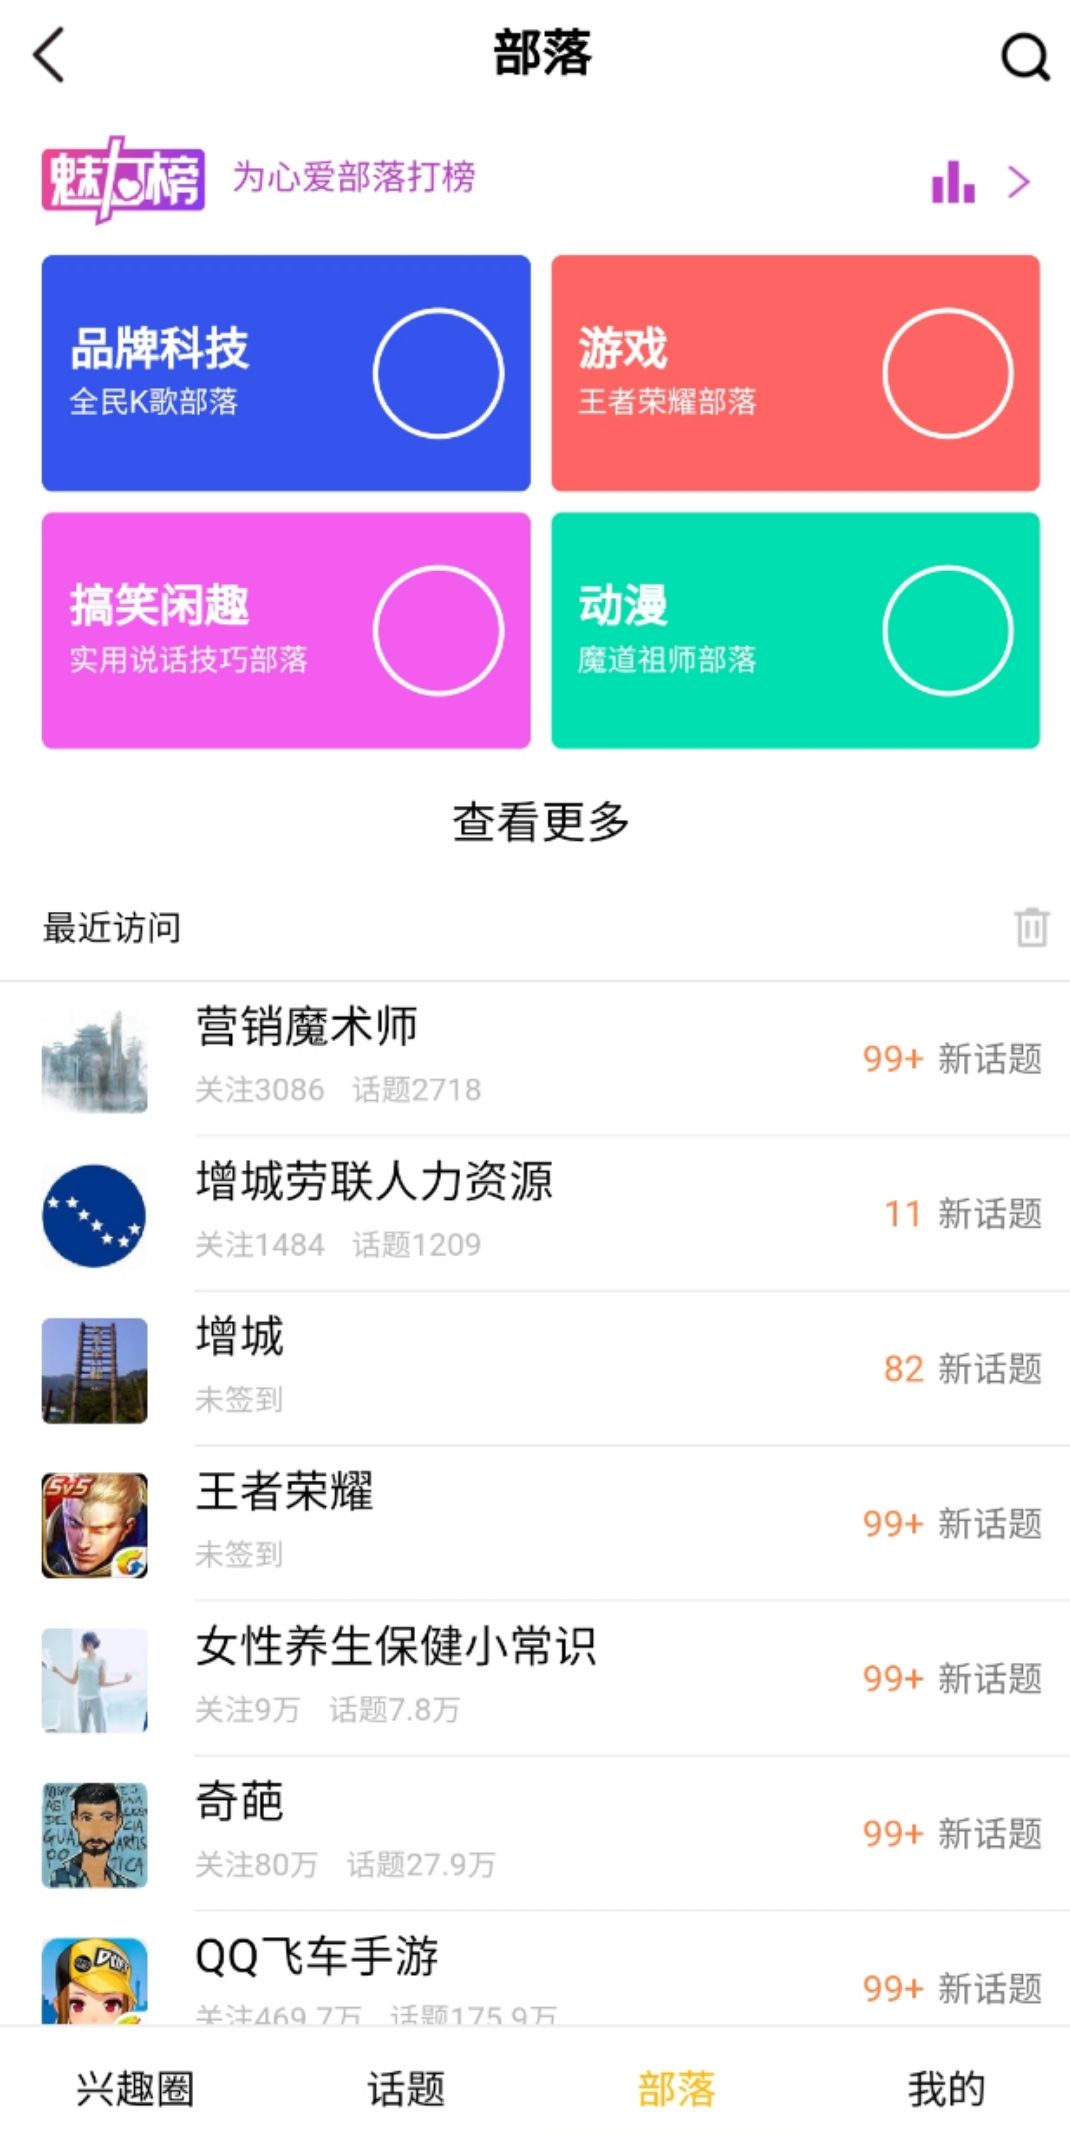 部落
魅力榜 为心爱部落打榜
品牌科技
全民K歌部落
游戏
王者荣耀部落
搞笑闲趣
实用说话技巧部落
动漫
魔道祖师部落
查看更多
最近访问
营销魔术师
关注3086 话题2718
99+ 新话题
增城劳联人力资源
关注1484 话题1209
11 新话题
增城
未签到
82 新话题
王者荣耀
未签到
99+ 新话题
5v5
女性养生保健小常识
关注9万 话题7.8万
99+ 新话题
奇葩
关注80万 话题27.9万
99+ 新话题
QQ飞车手游
关注469.7万 话题175.9万
99+ 新话题
兴趣圈 话题 部落 我的